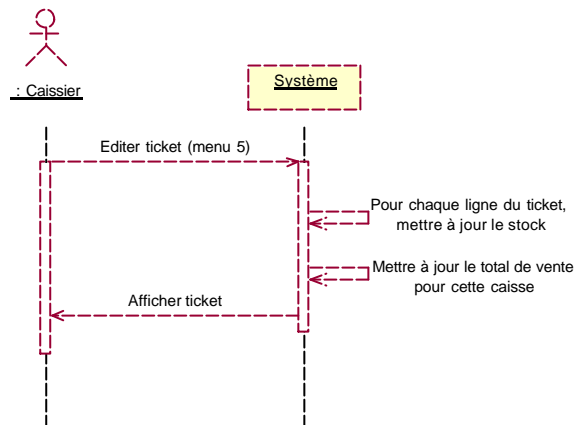 : Caissier
Système
Editer ticket (menu 5)
Pour chaque ligne du ticket,
mettre à jour le stock
Mettre à jour le total de vente
pour cette caisse
Afficher ticket